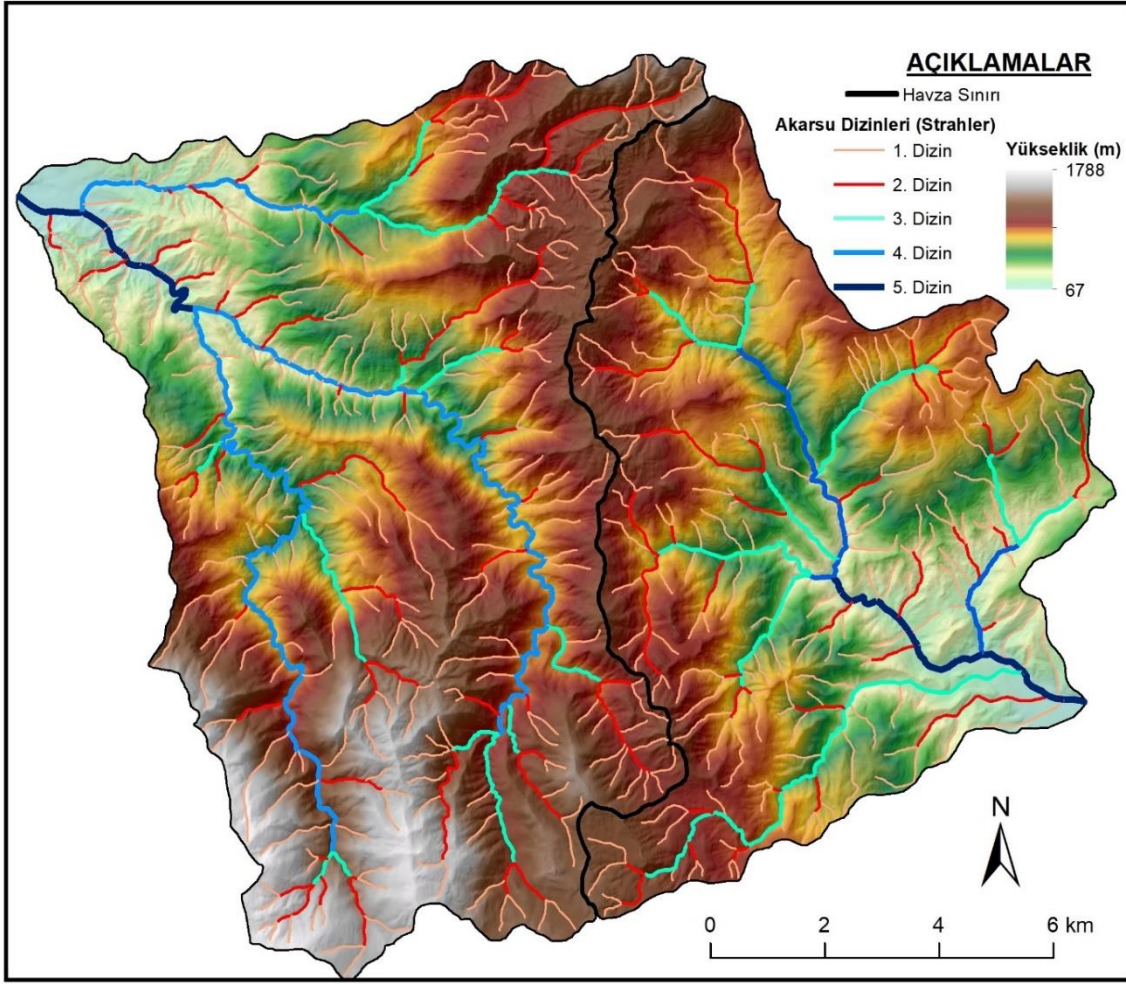 AÇIKLAMALAR
Havza Sınırı
Akarsu Dizinleri (Strahler)
1. Dizin
2. Dizin
3. Dizin
4. Dizin
5. Dizin
Yükseklik (m)
1788
67
N
0 2 4 6 km